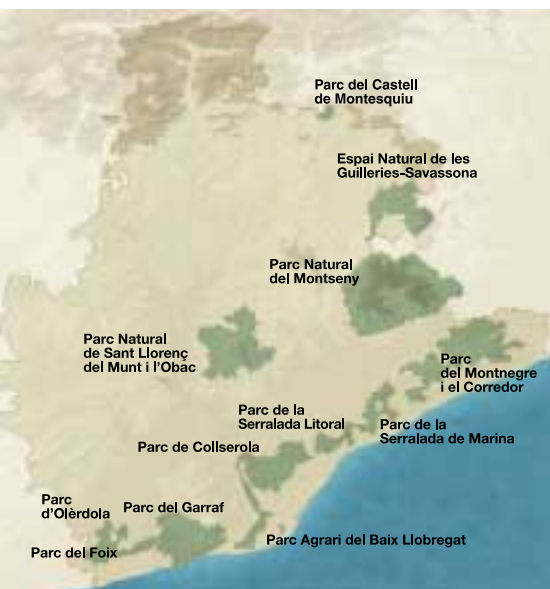 Parc del Castell
de Montesquiu
Espai Natural de les
Guilleries-Savassona
Parc Natural
del Montseny
Parc Natural
de Sant Llorenç
del Munt i l'Obac
Parc
del Montnegre
i el Corredor
Parc de la
Serralada Litoral
Parc de la
Serralada de Marina
Parc de Collserola
Parc
d'Olèrdola
Parc del Garraf
Parc Agrari del Baix Llobregat
Parc del Foix